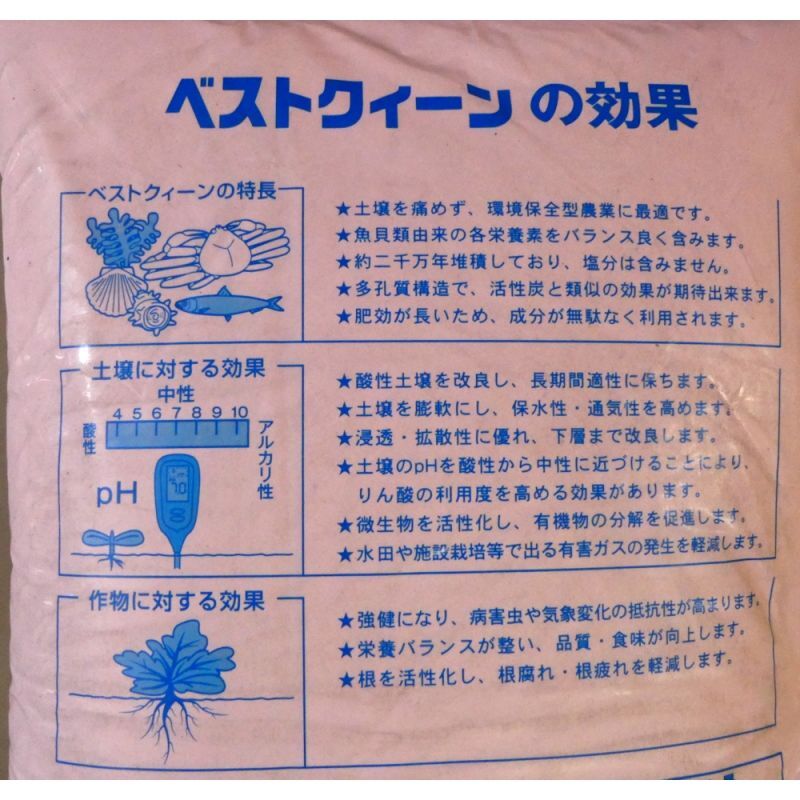 ベストクィーンの効果
ベストクィーンの特長
★土壌を痛めず、環境保全型農業に最適です。
★魚貝類由来の各栄養素をバランス良く含みます。
★約二千万年堆積しており、塩分は含みません。
★多孔質構造で、活性炭と類似の効果が期待出来ます。
★肥効が長いため、成分が無駄なく利用されます。
土壌に対する効果
中性
4 5 6 7 8 9 10
酸性
アルカリ性
pH
7.0
★酸性土壌を改良し、長期間適性に保ちます。
★土壌を膨軟にし、保水性・通気性を高めます。
★浸透・拡散性に優れ、下層まで改良します。
★土壌のpHを酸性から中性に近づけることにより、
りん酸の利用度を高める効果があります。
★微生物を活性化し、有機物の分解を促進します。
★水田や施設栽培等で出る有害ガスの発生を軽減します。
作物に対する効果
★強健になり、病害虫や気象変化の抵抗性が高まります。
★栄養バランスが整い、品質・食味が向上します。
★根を活性化し、根腐れ・根疲れを軽減します。